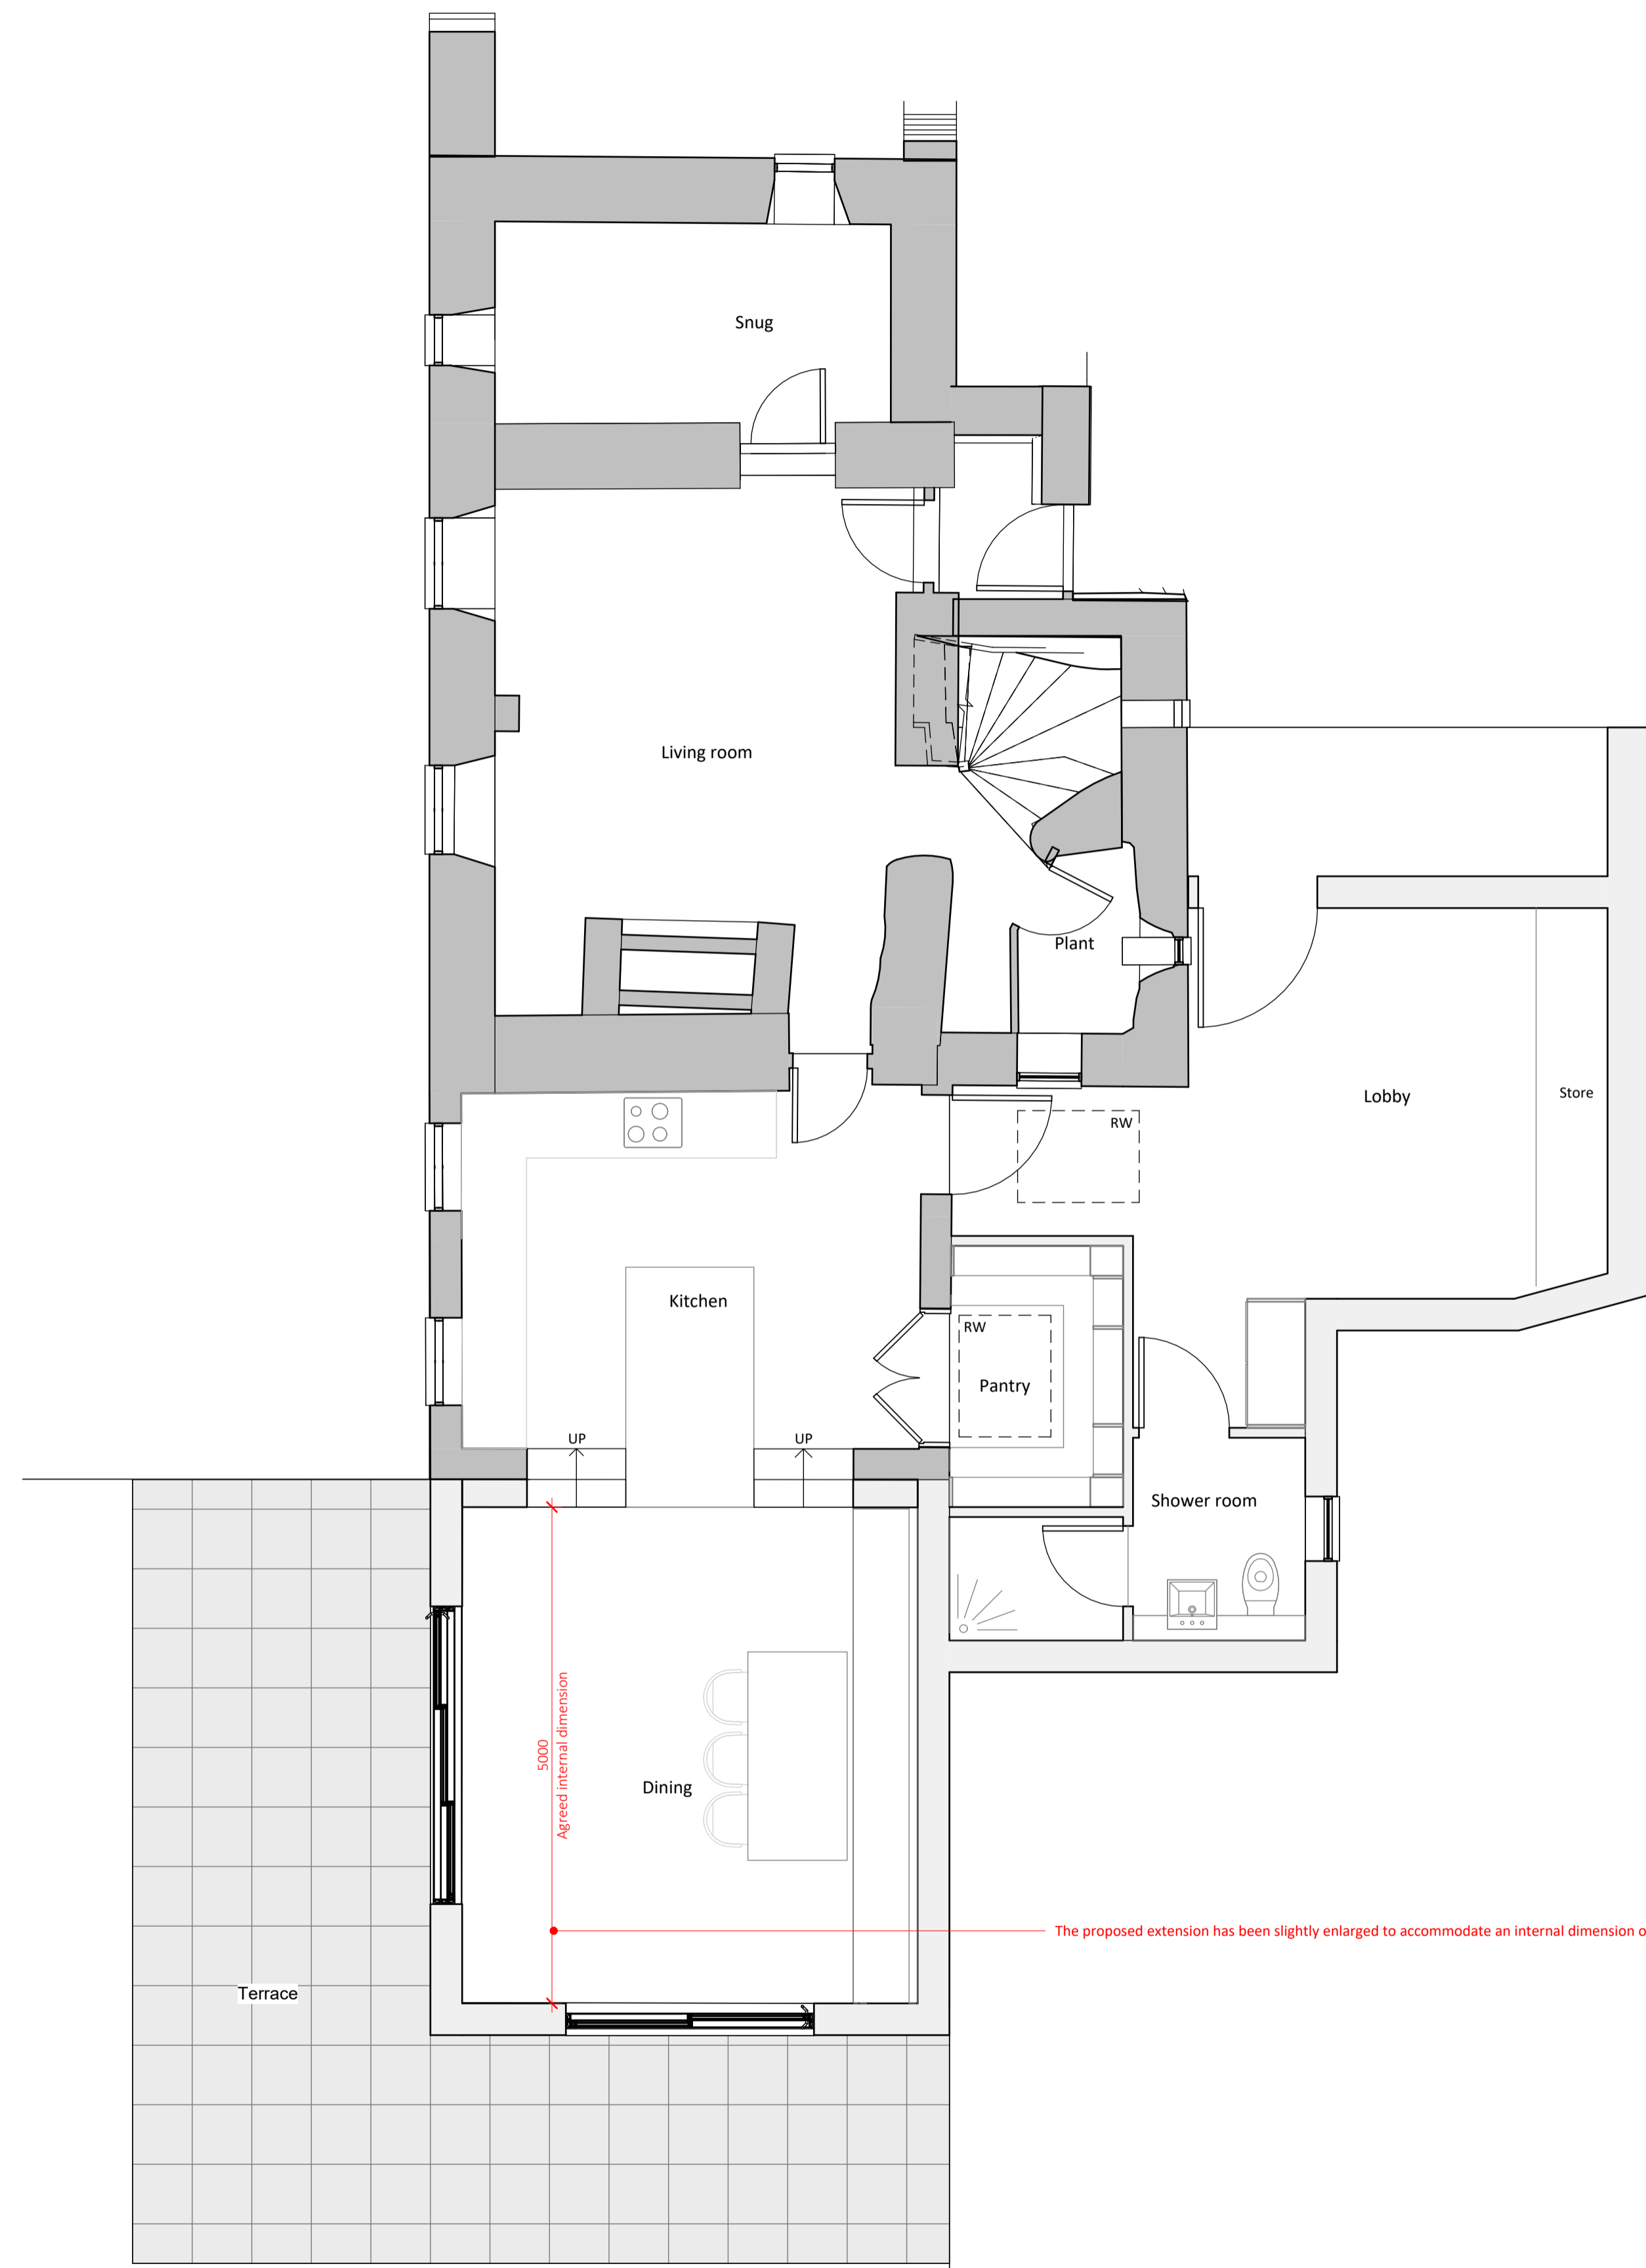 Snug
Living room
Plant
Lobby
Store
RW
Kitchen
RW
Pantry
UP
UP
Shower room
5000
Agreed internal dimension
Dining
The proposed extension has been slightly enlarged to accommodate an internal dimension
Terrace